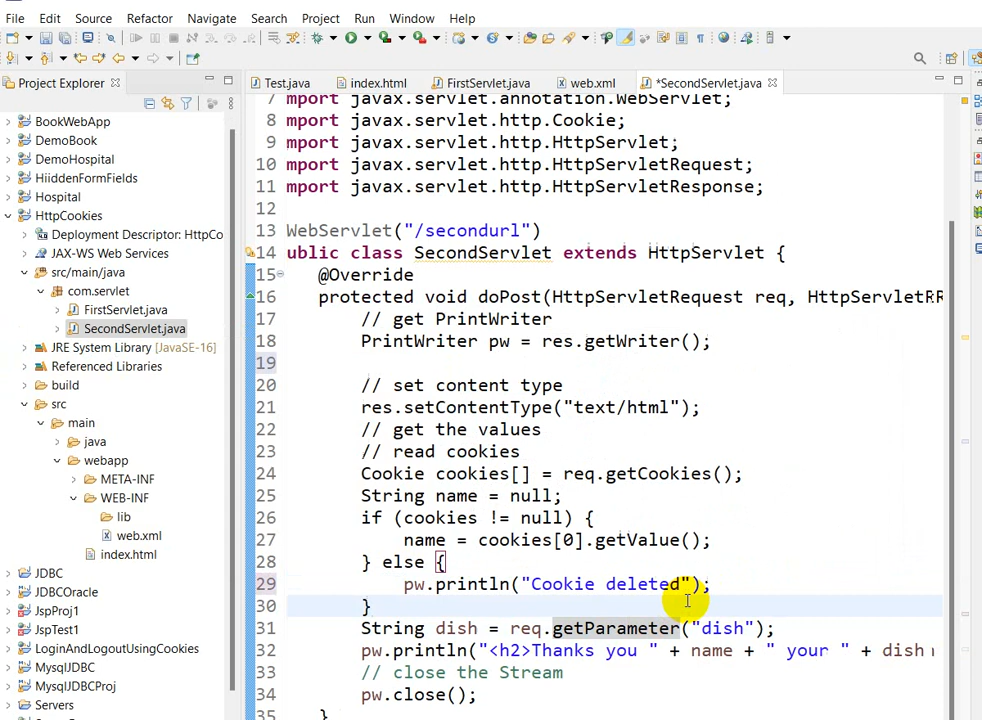 File Edit Source Refactor Navigate Search Project Run Window Help
Project Explorer
Test.java index.html FirstServlet.java web.xml *SecondServlet.java
BookWebApp
DemoBook
DemoHospital
HiiddenFormFields
Hospital
HttpCookies
Deployment Descriptor: HttpCo
JAX-WS Web Services
src/main/java
com.servlet
FirstServlet.java
SecondServlet.java
JRE System Library [JavaSE-16]
Referenced Libraries
build
src
main
java
webapp
META-INF
WEB-INF
lib
web.xml
index.html
JDBC
JDBCOracle
JspProj1
JspTest1
LoginAndLogoutUsingCookies
MysqlJDBC
MysqlJDBCProj
Servers
7 mport javax.servlet.annotation.WebServlet;
8 mport javax.servlet.http.Cookie;
9 mport javax.servlet.http.HttpServlet;
10 mport javax.servlet.http.HttpServletRequest;
11 mport javax.servlet.http.HttpServletResponse;
12
13 WebServlet("/secondurl")
14 ublic class SecondServlet extends HttpServlet {
15 @Override
16 protected void doPost(HttpServletRequest req, HttpServletR
17 // get PrintWriter
18 PrintWriter pw = res.getWriter();
19
20 // set content type
21 res.setContentType("text/html");
22 // get the values
23 // read cookies
24 Cookie cookies[] = req.getCookies();
25 String name = null;
26 if (cookies != null) {
27 name = cookies[0].getValue();
28 } else {
29 pw.println("Cookie deleted");
30 }
31 String dish = req.getParameter("dish");
32 pw.println("<h2>Thanks you " + name + " your " + dish
33 // close the Stream
34 pw.close();
35 }